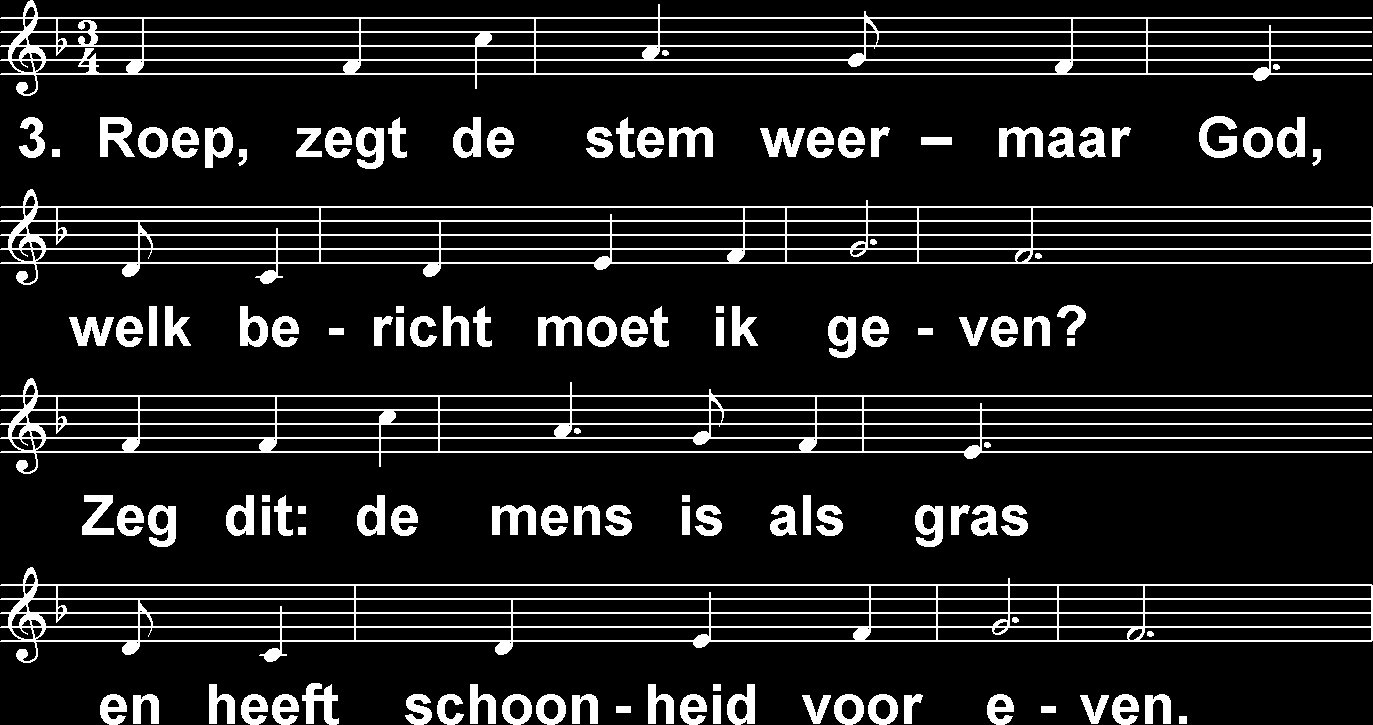 3. Roep, zegt de stem weer – maar God,
welk be - richt moet ik ge - ven?
Zeg dit: de mens is als gras
en heeft schoon - heid voor e - ven.